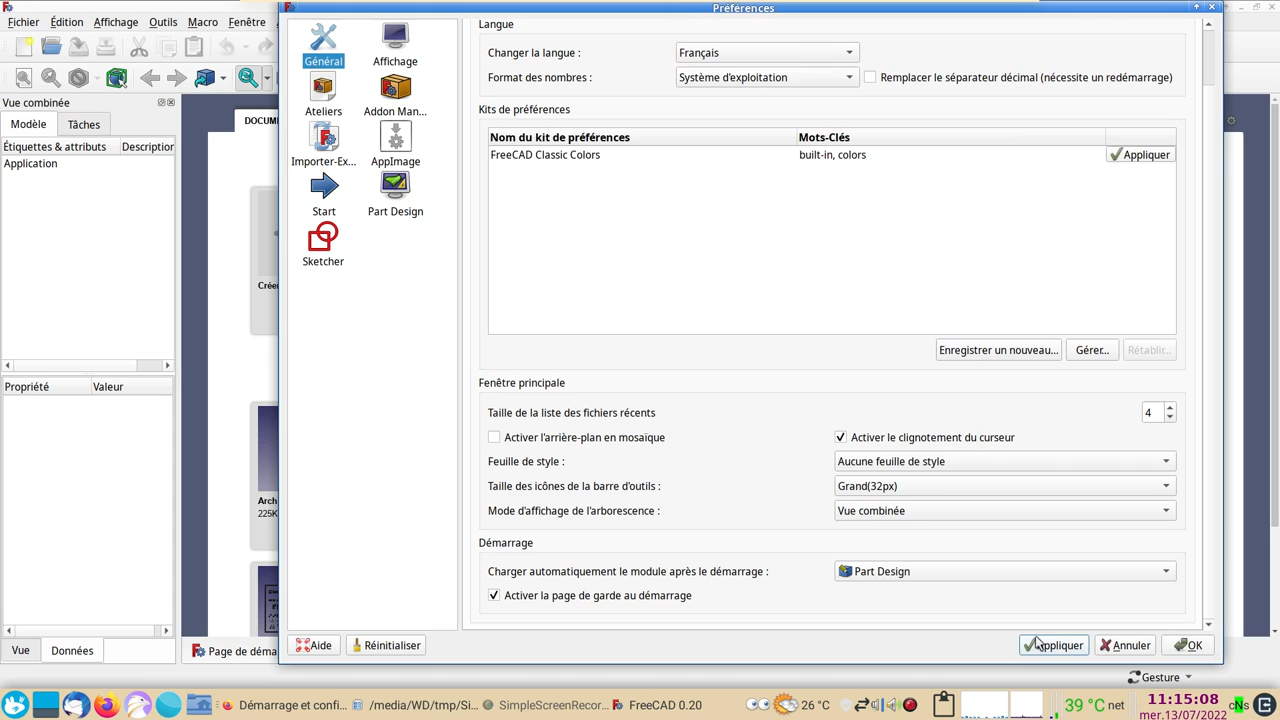 Préférences
Fichier Édition Affichage Outils Macro Fenêtre
Vue combinée
Modèle Tâches
Étiquettes & attributs Description
Application
Propriété Valeur
Vue Données
DOCUM
Créer
Arch
225K
Page de déma
Général
Affichage
Ateliers
Addon Man...
Importer-Ex...
AppImage
Start
Part Design
Sketcher
Langue
Changer la langue : Français
Format des nombres : Système d'exploitation Remplacer le séparateur décimal (nécessite un redémarrage)
Kits de préférences
Nom du kit de préférences Mots-Clés
FreeCAD Classic Colors built-in, colors Appliquer
Enregistrer un nouveau... Gérer... Rétablir...
Fenêtre principale
Taille de la liste des fichiers récents 4
Activer l'arrière-plan en mosaïque Activer le clignotement du curseur
Feuille de style : Aucune feuille de style
Taille des icônes de la barre d'outils : Grand(32px)
Mode d'affichage de l'arborescence : Vue combinée
Démarrage
Charger automatiquement le module après le démarrage : Part Design
Activer la page de garde au démarrage
Aide Réinitialiser Appliquer Annuler OK
Gesture
Démarrage et confi... /media/WD/tmp/Si... SimpleScreenRecor... FreeCAD 0.20 26 °C 39 °C net 11:15:08 cNs
mer.13/07/2022